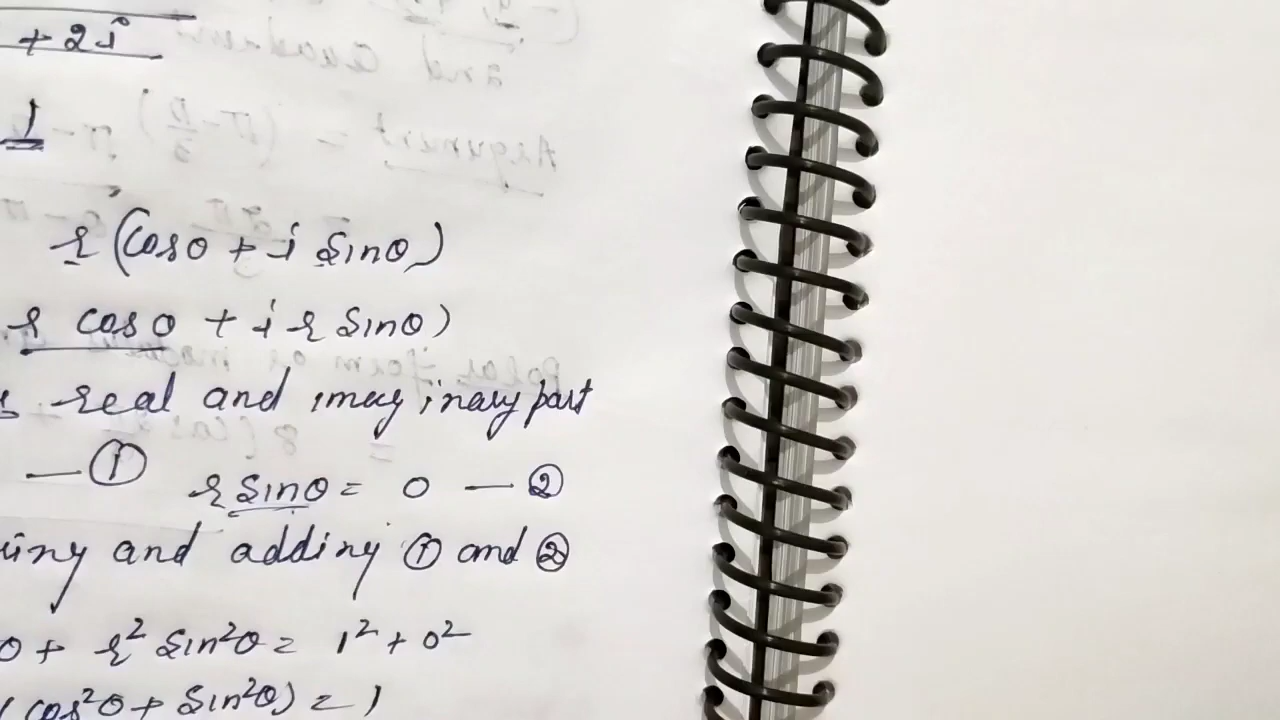 + 2i
1
r (cosθ + i sinθ)
r cosθ + i r sinθ)
real and imaginary part
— ① r sinθ = 0 — ②
and adding ① and ②
θ + r² sin²θ = 1² + 0²
(cos²θ + sin²θ) = 1